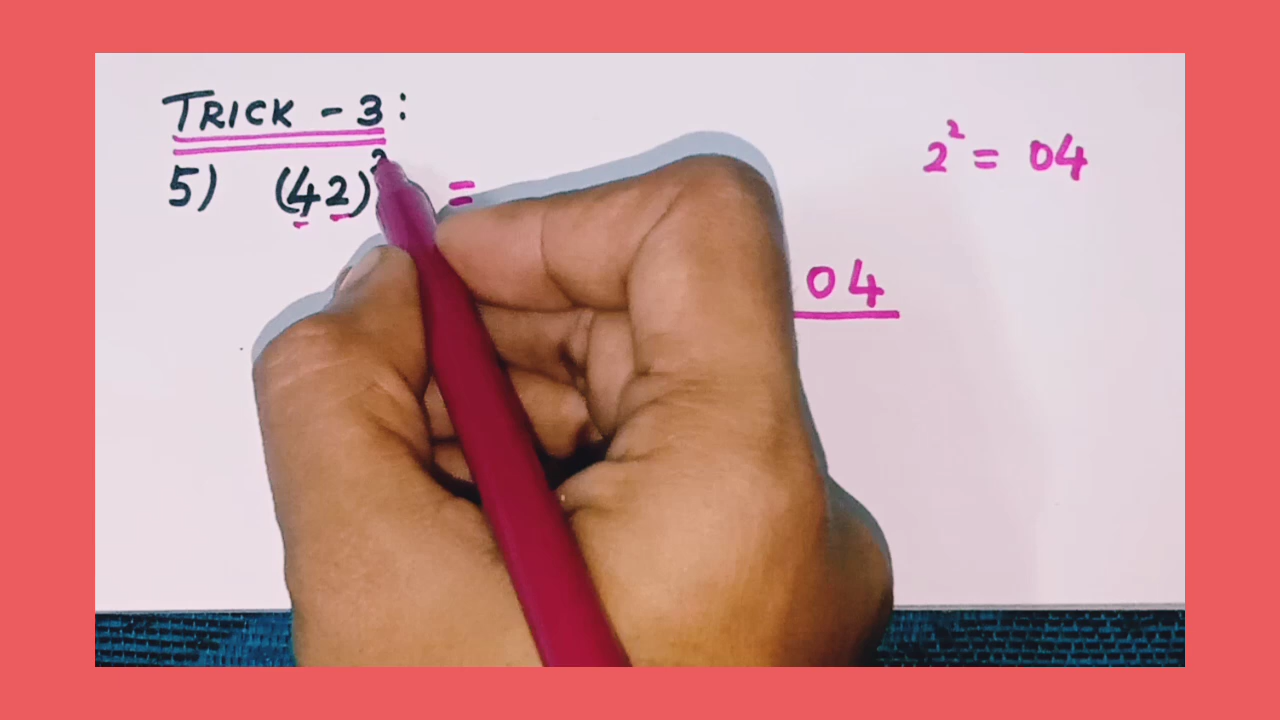 TRICK - 3:
2² = 04
5) (42)² =
04